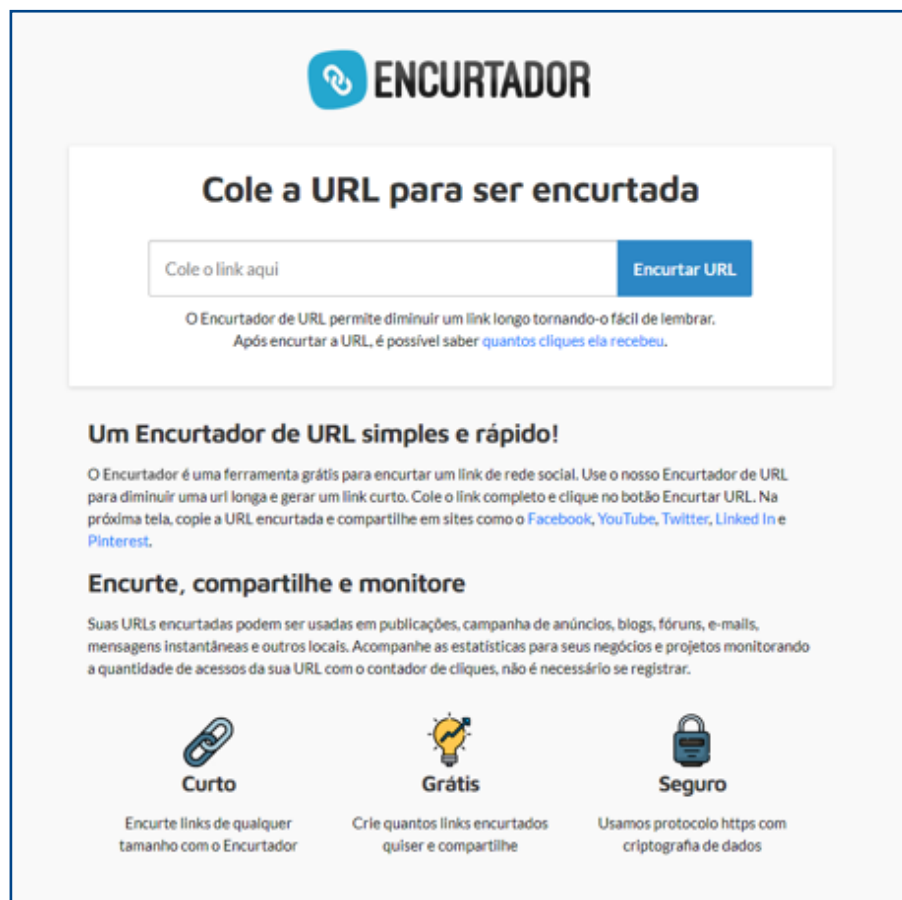 ENCURTADOR
Cole a URL para ser encurtada
Cole o link aqui
Encurtar URL
O Encurtador de URL permite diminuir um link longo tornando-o fácil de lembrar.
Após encurtar a URL, é possível saber quantos cliques ela recebeu.
Um Encurtador de URL simples e rápido!
O Encurtador é uma ferramenta grátis para encurtar um link de rede social. Use o nosso Encurtador de URL
para diminuir uma url longa e gerar um link curto. Cole o link completo e clique no botão Encurtar URL. Na
próxima tela, copie a URL encurtada e compartilhe em sites como o Facebook, YouTube, Twitter, Linked In e
Pinterest.
Encurte, compartilhe e monitore
Suas URLs encurtadas podem ser usadas em publicações, campanha de anúncios, blogs, fóruns, e-mails,
mensagens instantâneas e outros locais. Acompanhe as estatísticas para seus negócios e projetos monitorando
a quantidade de acessos da sua URL com o contador de cliques, não é necessário se registrar.
Curto
Encurte links de qualquer
tamanho com o Encurtador
Grátis
Crie quantos links encurtados
quiser e compartilhe
Seguro
Usamos protocolo https com
criptografia de dados